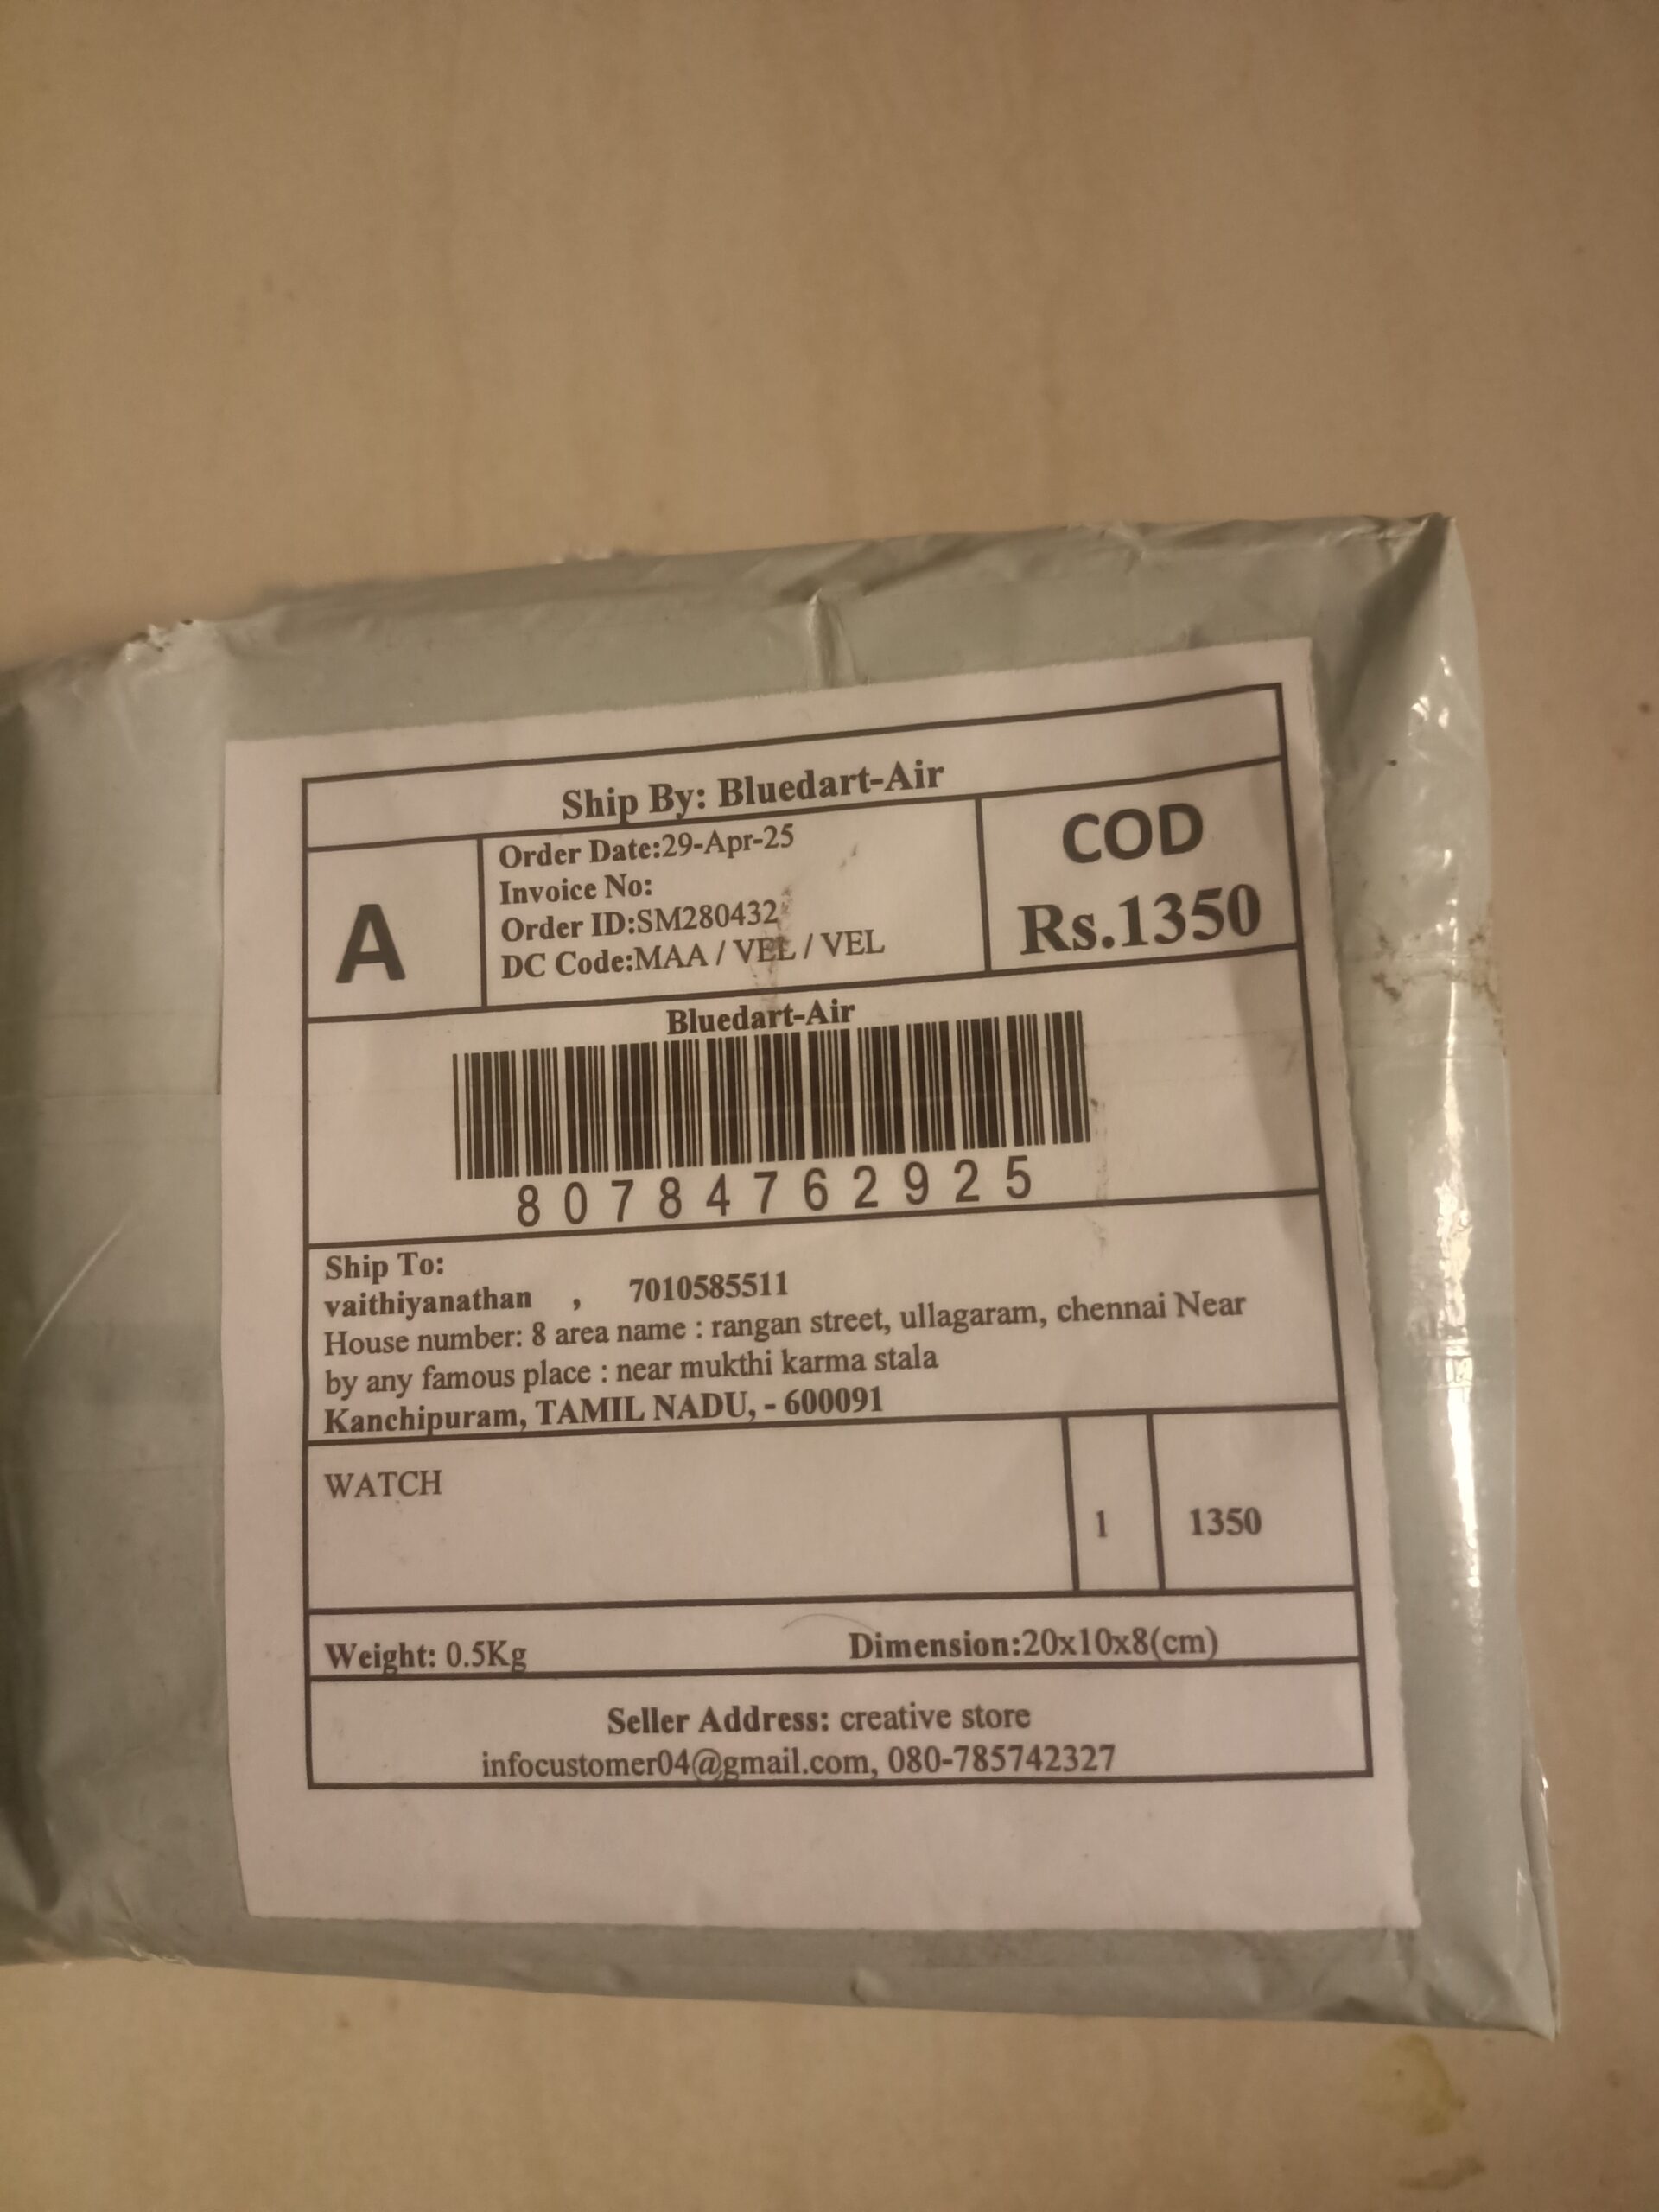 Ship By: Bluedart-Air
A
Order Date:29-Apr-25
Invoice No:
Order ID:SM280432
DC Code:MAA / VEL / VEL
COD
Rs.1350
Bluedart-Air
80784762925
Ship To:
vaithiyanathan , 7010585511
House number: 8 area name : rangan street, ullagaram, chennai Near
by any famous place : near mukthi karma stala
Kanchipuram, TAMIL NADU, - 600091
WATCH 1 1350
Weight: 0.5Kg Dimension:20x10x8(cm)
Seller Address: creative store
infocustomer04@gmail.com, 080-785742327